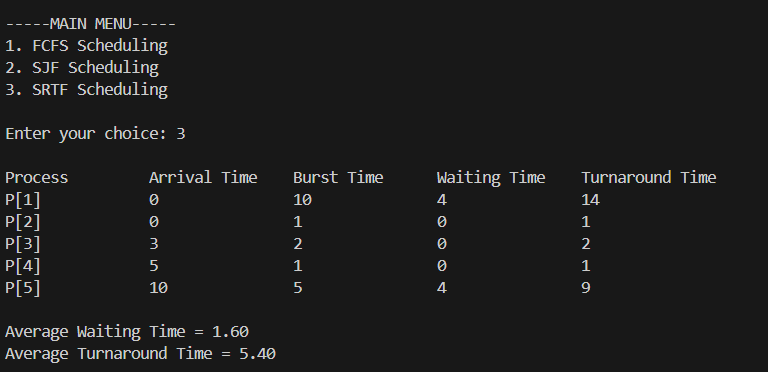 -----MAIN MENU-----
1. FCFS Scheduling
2. SJF Scheduling
3. SRTF Scheduling
Enter your choice: 3
Process Arrival Time Burst Time Waiting Time Turnaround Time
P[1] 0 10 4 14
P[2] 0 1 0 1
P[3] 3 2 0 2
P[4] 5 1 0 1
P[5] 10 5 4 9
Average Waiting Time = 1.60
Average Turnaround Time = 5.40